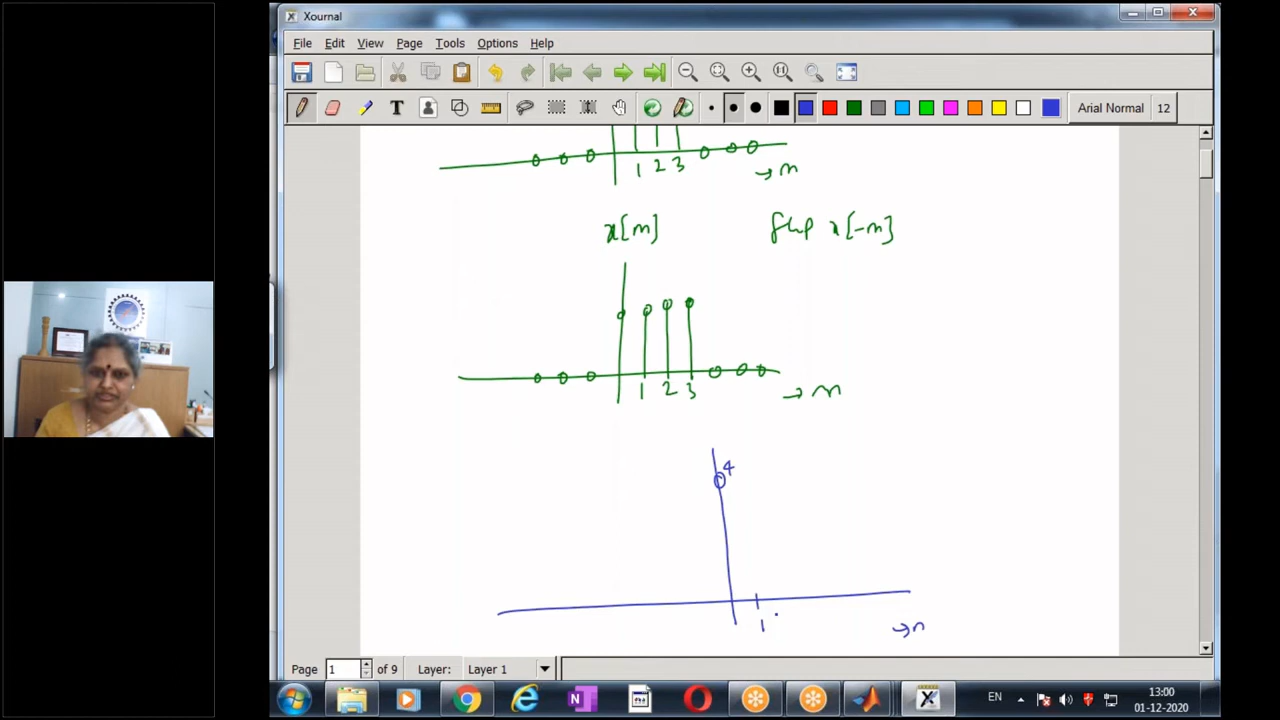 Xournal
File Edit View Page Tools Options Help
Arial Normal 12
1 2 3
→ n
x[n] flip x[-n]
1 2 3
→ n
4
1
→ n
Page 1 of 9 Layer: Layer 1
EN 13:00
01-12-2020